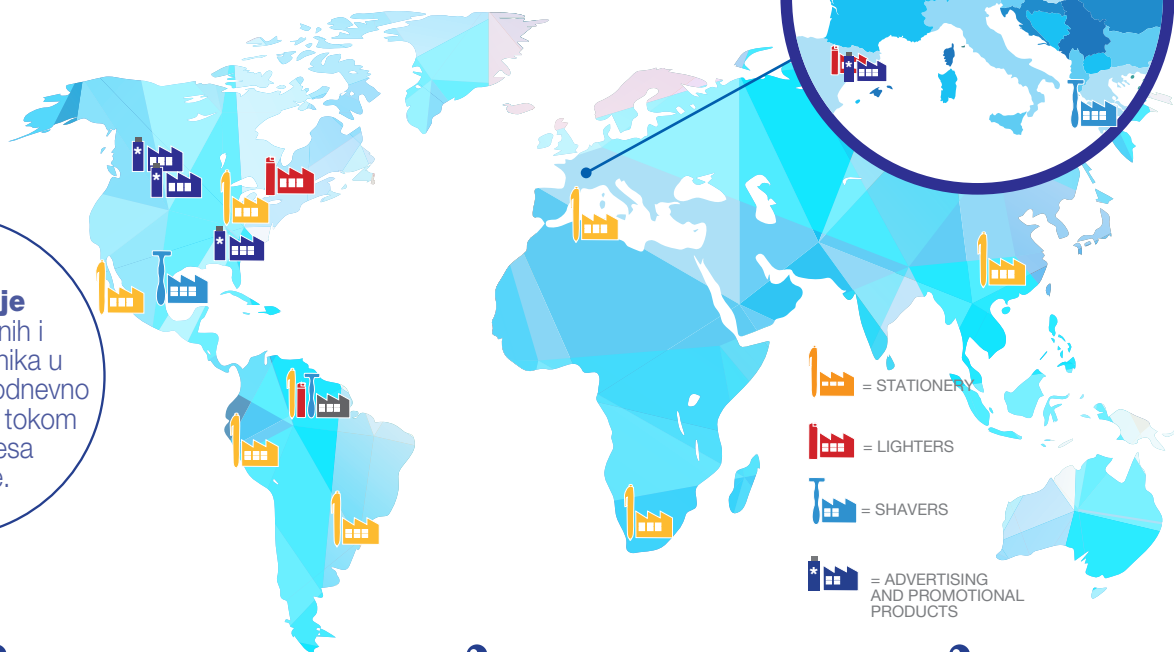 je
nih i
nika u
odnevno
tokom
esa
e.
= STATIONERY
= LIGHTERS
= SHAVERS
= ADVERTISING
AND PROMOTIONAL
PRODUCTS